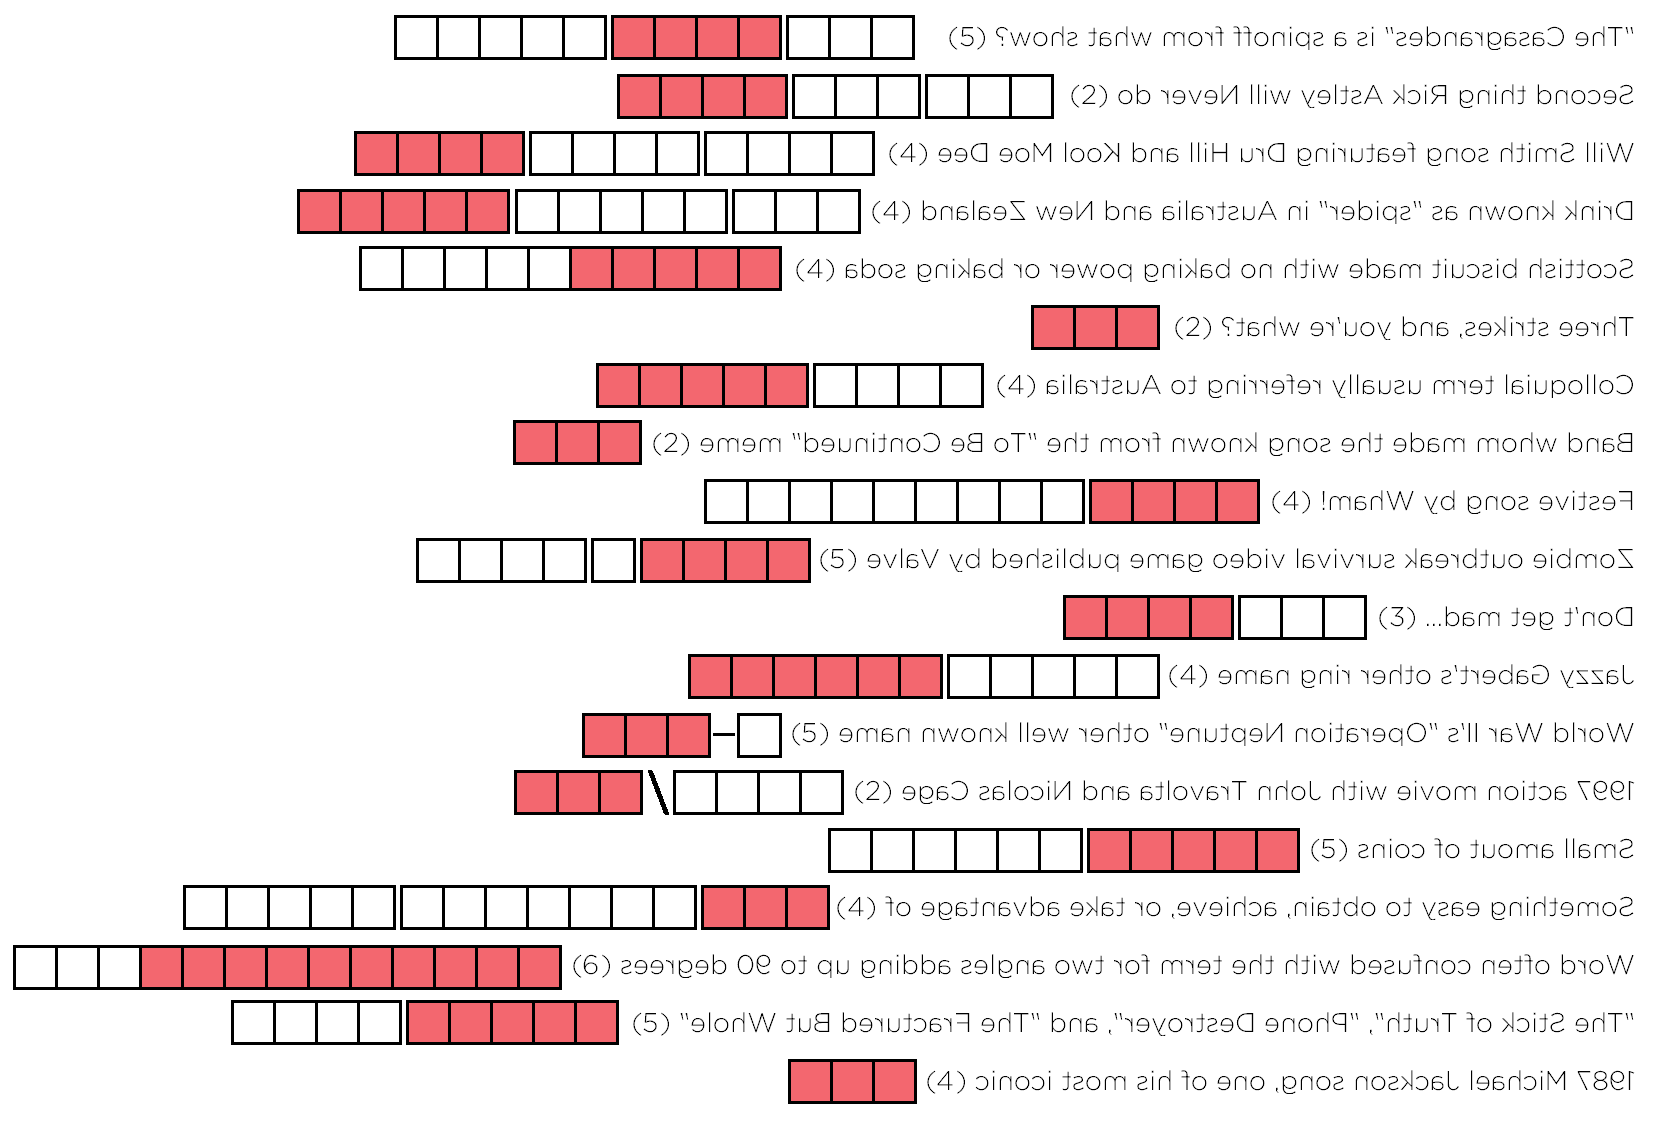 "The Casagrandes" is a spinoff from what show? (5)
Second thing Rick Astley will Never do (2)
Will Smith song featuring Dru Hill and Kool Moe Dee (4)
Drink known as "spider" in Australia and New Zealand (4)
Scottish biscuit made with no baking power or baking soda (4)
Three strikes, and you're what? (2)
Colloquial term usually referring to Australia (4)
Band whom made the song known from the "To Be Continued" meme (2)
Festive song by Wham! (4)
Zombie outbreak survival video game published by Valve (5)
Don't get mad... (3)
Jazzy Gabert's other ring name (4)
World War II's "Operation Neptune" other well known name (5)
1997 action movie with John Travolta and Nicolas Cage (2)
Small amout of coins (5)
Something easy to obtain, achieve, or take advantage of (4)
Word often confused with the term for two angles adding up to 90 degrees (6)
"The Stick of Truth", "Phone Destroyer", and "The Fractured But Whole" (5)
1987 Michael Jackson song, one of his most iconic (4)